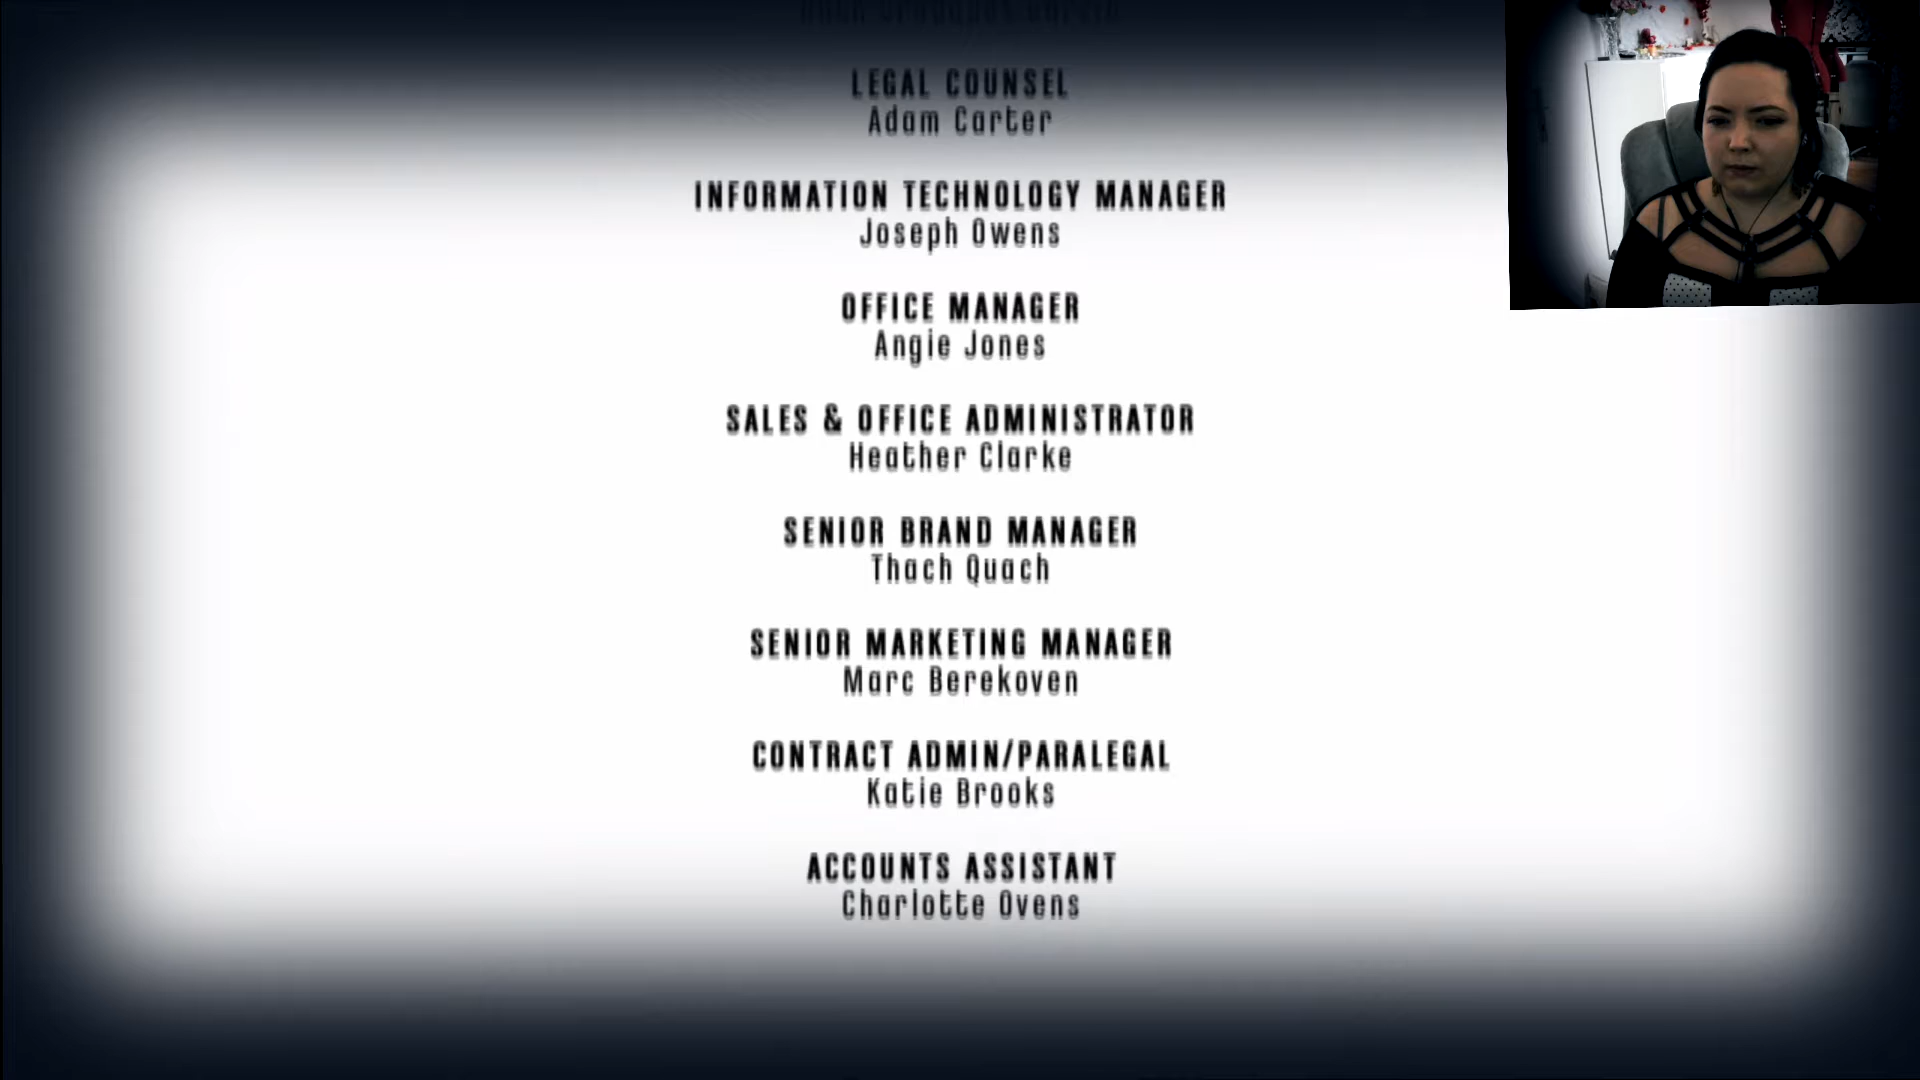 LEGAL COUNSEL
Adam Carter
INFORMATION TECHNOLOGY MANAGER
Joseph Owens
OFFICE MANAGER
Angie Jones
SALES & OFFICE ADMINISTRATOR
Heather Clarke
SENIOR BRAND MANAGER
Thach Quach
SENIOR MARKETING MANAGER
Marc Berekoven
CONTRACT ADMIN/PARALEGAL
Katie Brooks
ACCOUNTS ASSISTANT
Charlotte Ovens